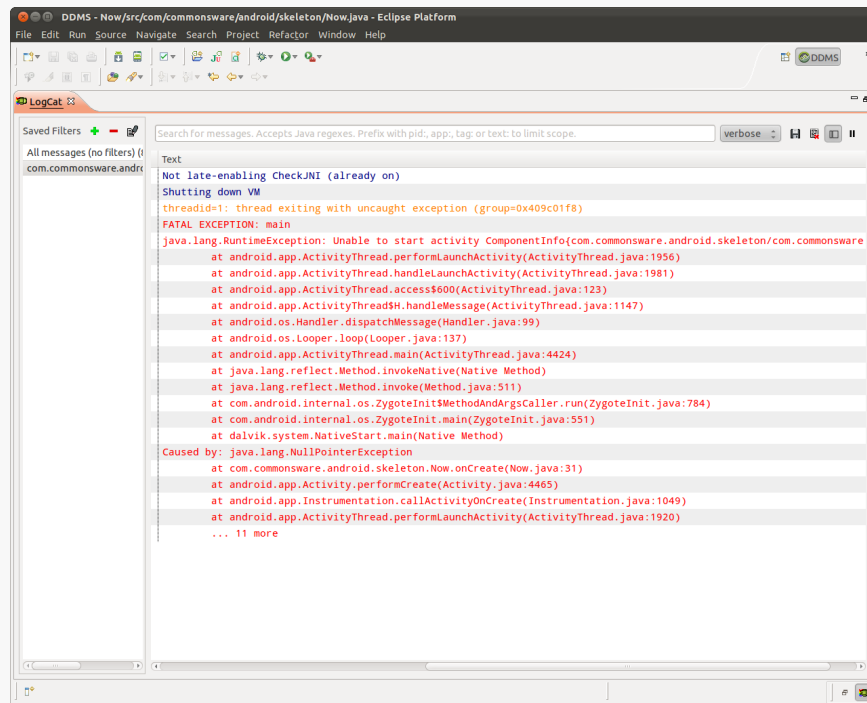 DDMS - Now/src/com/commonsware/android/skeleton/Now.java - Eclipse Platform
File Edit Run Source Navigate Search Project Refactor Window Help
DDMS
LogCat
Saved Filters
Search for messages. Accepts Java regexes. Prefix with pid:, app:, tag: or text: to limit scope.
verbose
All messages (no filters)
com.commonsware.andro
Text
Not late-enabling CheckJNI (already on)
Shutting down VM
threadid=1: thread exiting with uncaught exception (group=0x409c01f8)
FATAL EXCEPTION: main
java.lang.RuntimeException: Unable to start activity ComponentInfo{com.commonsware.android.skeleton/com.commonsware
at android.app.ActivityThread.performLaunchActivity(ActivityThread.java:1956)
at android.app.ActivityThread.handleLaunchActivity(ActivityThread.java:1981)
at android.app.ActivityThread.access$600(ActivityThread.java:123)
at android.app.ActivityThread$H.handleMessage(ActivityThread.java:1147)
at android.os.Handler.dispatchMessage(Handler.java:99)
at android.os.Looper.loop(Looper.java:137)
at android.app.ActivityThread.main(ActivityThread.java:4424)
at java.lang.reflect.Method.invokeNative(Native Method)
at java.lang.reflect.Method.invoke(Method.java:511)
at com.android.internal.os.ZygoteInit$MethodAndArgsCaller.run(ZygoteInit.java:784)
at com.android.internal.os.ZygoteInit.main(ZygoteInit.java:551)
at dalvik.system.NativeStart.main(Native Method)
Caused by: java.lang.NullPointerException
at com.commonsware.android.skeleton.Now.onCreate(Now.java:31)
at android.app.Activity.performCreate(Activity.java:4465)
at android.app.Instrumentation.callActivityOnCreate(Instrumentation.java:1049)
at android.app.ActivityThread.performLaunchActivity(ActivityThread.java:1920)
... 11 more